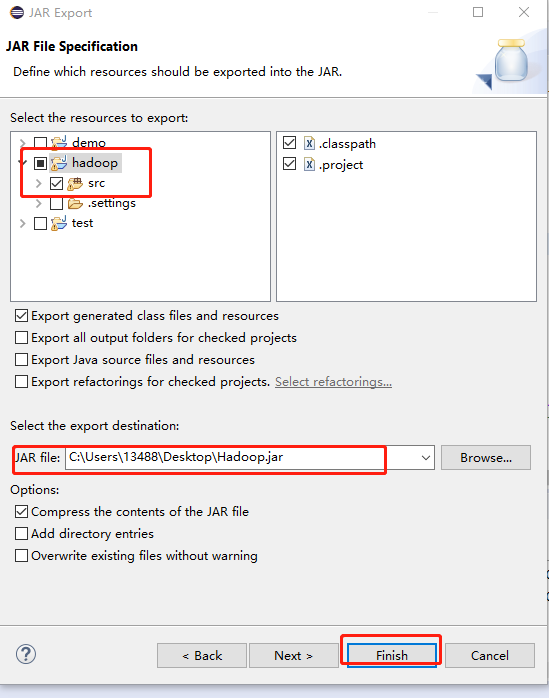 JAR Export
JAR File Specification
Define which resources should be exported into the JAR.
Select the resources to export:
demo
hadoop
src
.settings
test
.classpath
.project
Export generated class files and resources
Export all output folders for checked projects
Export Java source files and resources
Export refactorings for checked projects. Select refactorings...
Select the export destination:
JAR file: C:\Users\13488\Desktop\Hadoop.jar Browse...
Options:
Compress the contents of the JAR file
Add directory entries
Overwrite existing files without warning
? < Back Next > Finish Cancel